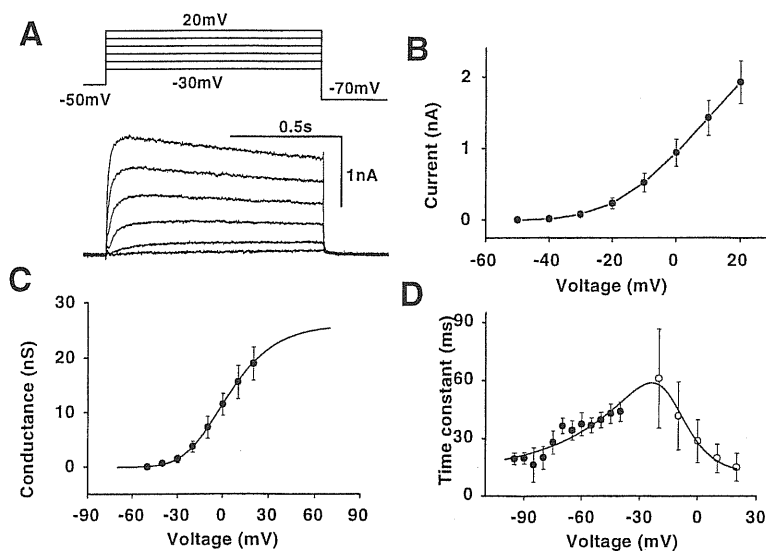 A
20mV
-30mV
-50mV
-70mV
0.5s
1nA
B
2
1
0
Current (nA)
-60
-40
-20
0
20
Voltage (mV)
C
30
20
10
0
Conductance (nS)
-90
-60
-30
0
30
60
90
Voltage (mV)
D
90
60
30
0
Time constant (ms)
-90
-60
-30
0
Voltage (mV)